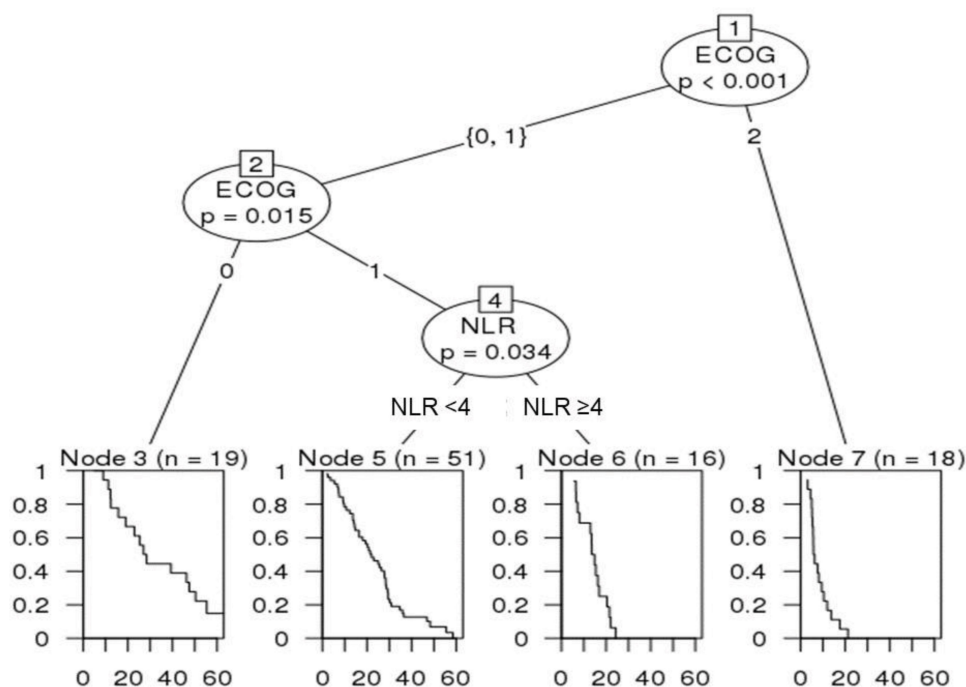 1
ECOG
p < 0.001
{0, 1}
2
2
ECOG
p = 0.015
0
1
4
NLR
p = 0.034
NLR <4
NLR ≥4
Node 3 (n = 19)
Node 5 (n = 51)
Node 6 (n = 16)
Node 7 (n = 18)
1 1 1 1
0.8 0.8 0.8 0.8
0.6 0.6 0.6 0.6
0.4 0.4 0.4 0.4
0.2 0.2 0.2 0.2
0 0 0 0
0 20 40 60 0 20 40 60 0 20 40 60 0 20 40 60